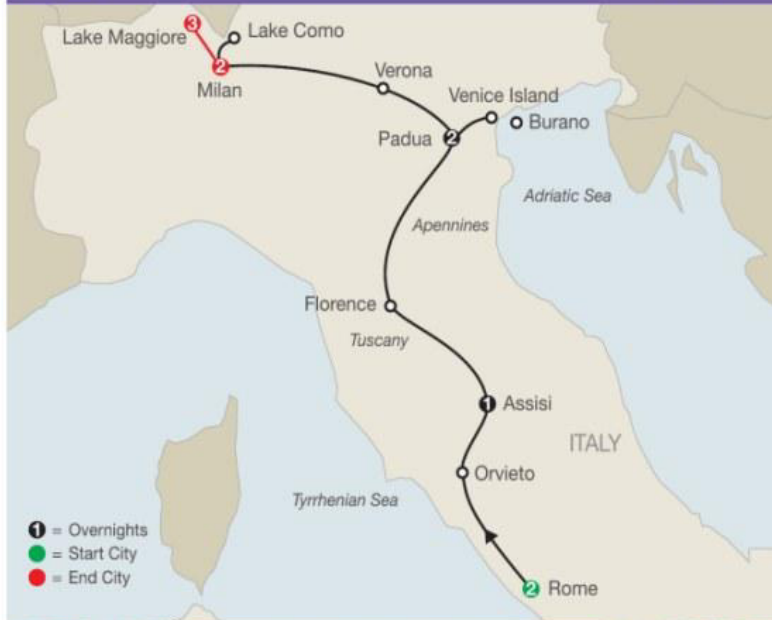 3
Lake Maggiore
Lake Como
2
Milan
Verona
Venice Island
Burano
Padua 2
Adriatic Sea
Apennines
Florence
Tuscany
1 Assisi
ITALY
Orvieto
Tyrrhenian Sea
1 = Overnights
= Start City
= End City
2 Rome